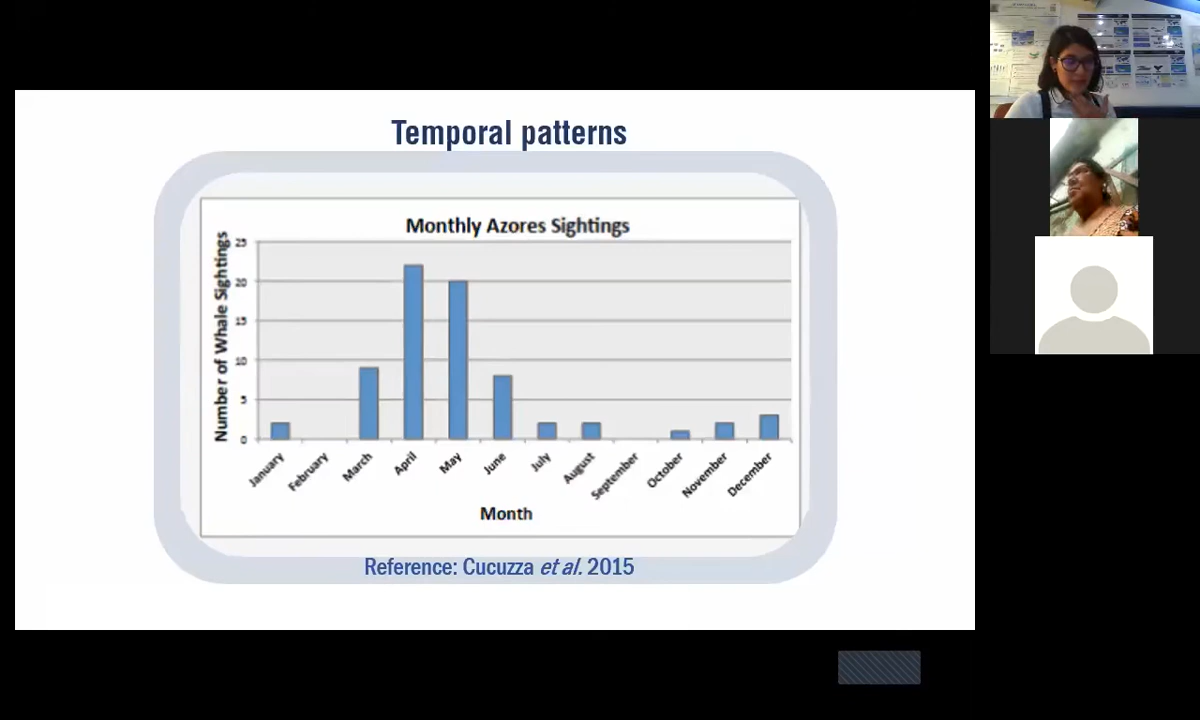 Temporal patterns
Monthly Azores Sightings
Number of Whale Sightings
25
20
15
10
5
0
January
February
March
April
May
June
July
August
September
October
November
December
Month
Reference: Cucuzza et al. 2015